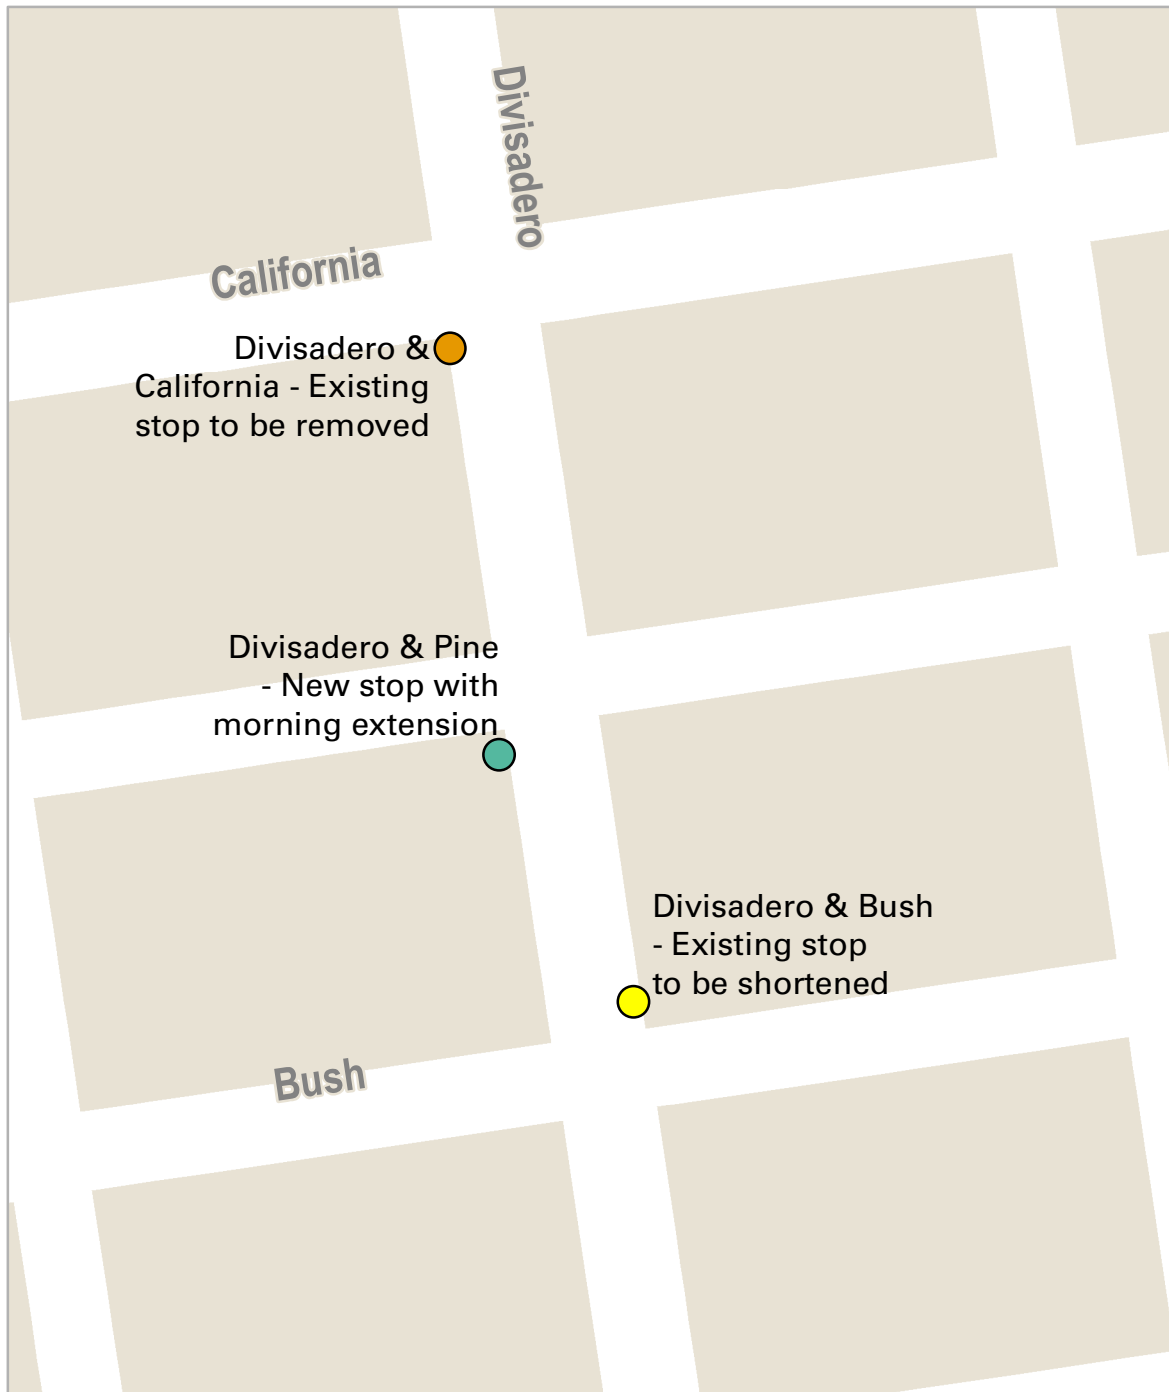 Divisadero
California
Divisadero &
California - Existing
stop to be removed
Divisadero & Pine
- New stop with
morning extension
Divisadero & Bush
- Existing stop
to be shortened
Bush